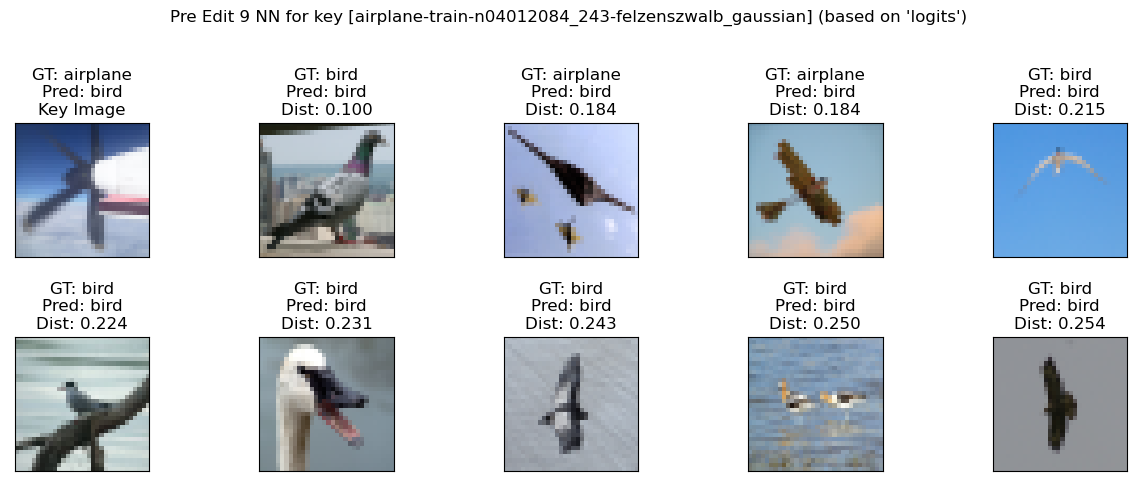 Pre Edit 9 NN for key [airplane-train-n04012084_243-felzenszwalb_gaussian] (based on 'logits')
GT: airplane
Pred: bird
Key Image
GT: bird
Pred: bird
Dist: 0.100
GT: airplane
Pred: bird
Dist: 0.184
GT: airplane
Pred: bird
Dist: 0.184
GT: bird
Pred: bird
Dist: 0.215
GT: bird
Pred: bird
Dist: 0.224
GT: bird
Pred: bird
Dist: 0.231
GT: bird
Pred: bird
Dist: 0.243
GT: bird
Pred: bird
Dist: 0.250
GT: bird
Pred: bird
Dist: 0.254